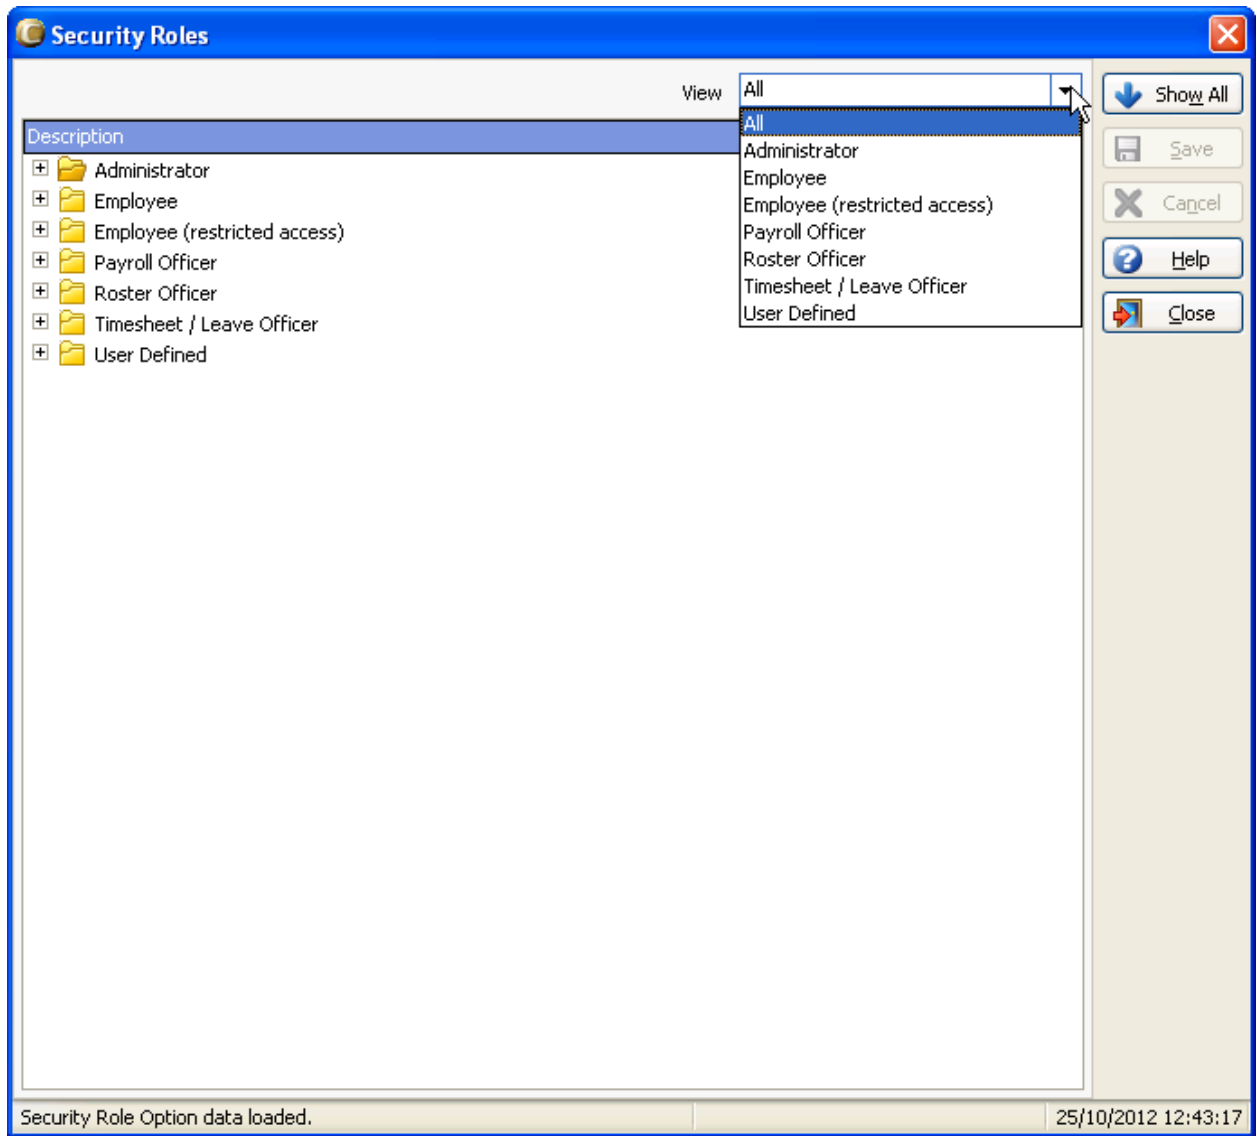 Security Roles
View All
Show All
Save
Cancel
Help
Close
All
Administrator
Employee
Employee (restricted access)
Payroll Officer
Roster Officer
Timesheet / Leave Officer
User Defined
Description
Administrator
Employee
Employee (restricted access)
Payroll Officer
Roster Officer
Timesheet / Leave Officer
User Defined
Security Role Option data loaded.
25/10/2012 12:43:17